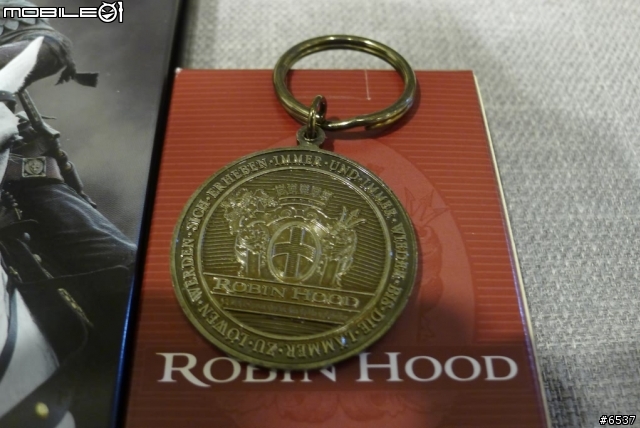 MOBILE01
SICH·ERHEBEN·IMMER·UND·IMMER·WIEDER·BIS·DIE·LÄMMER·ZU·LÖWEN·WERDEN·
ROBIN HOOD
ROBIN HOOD
#6537